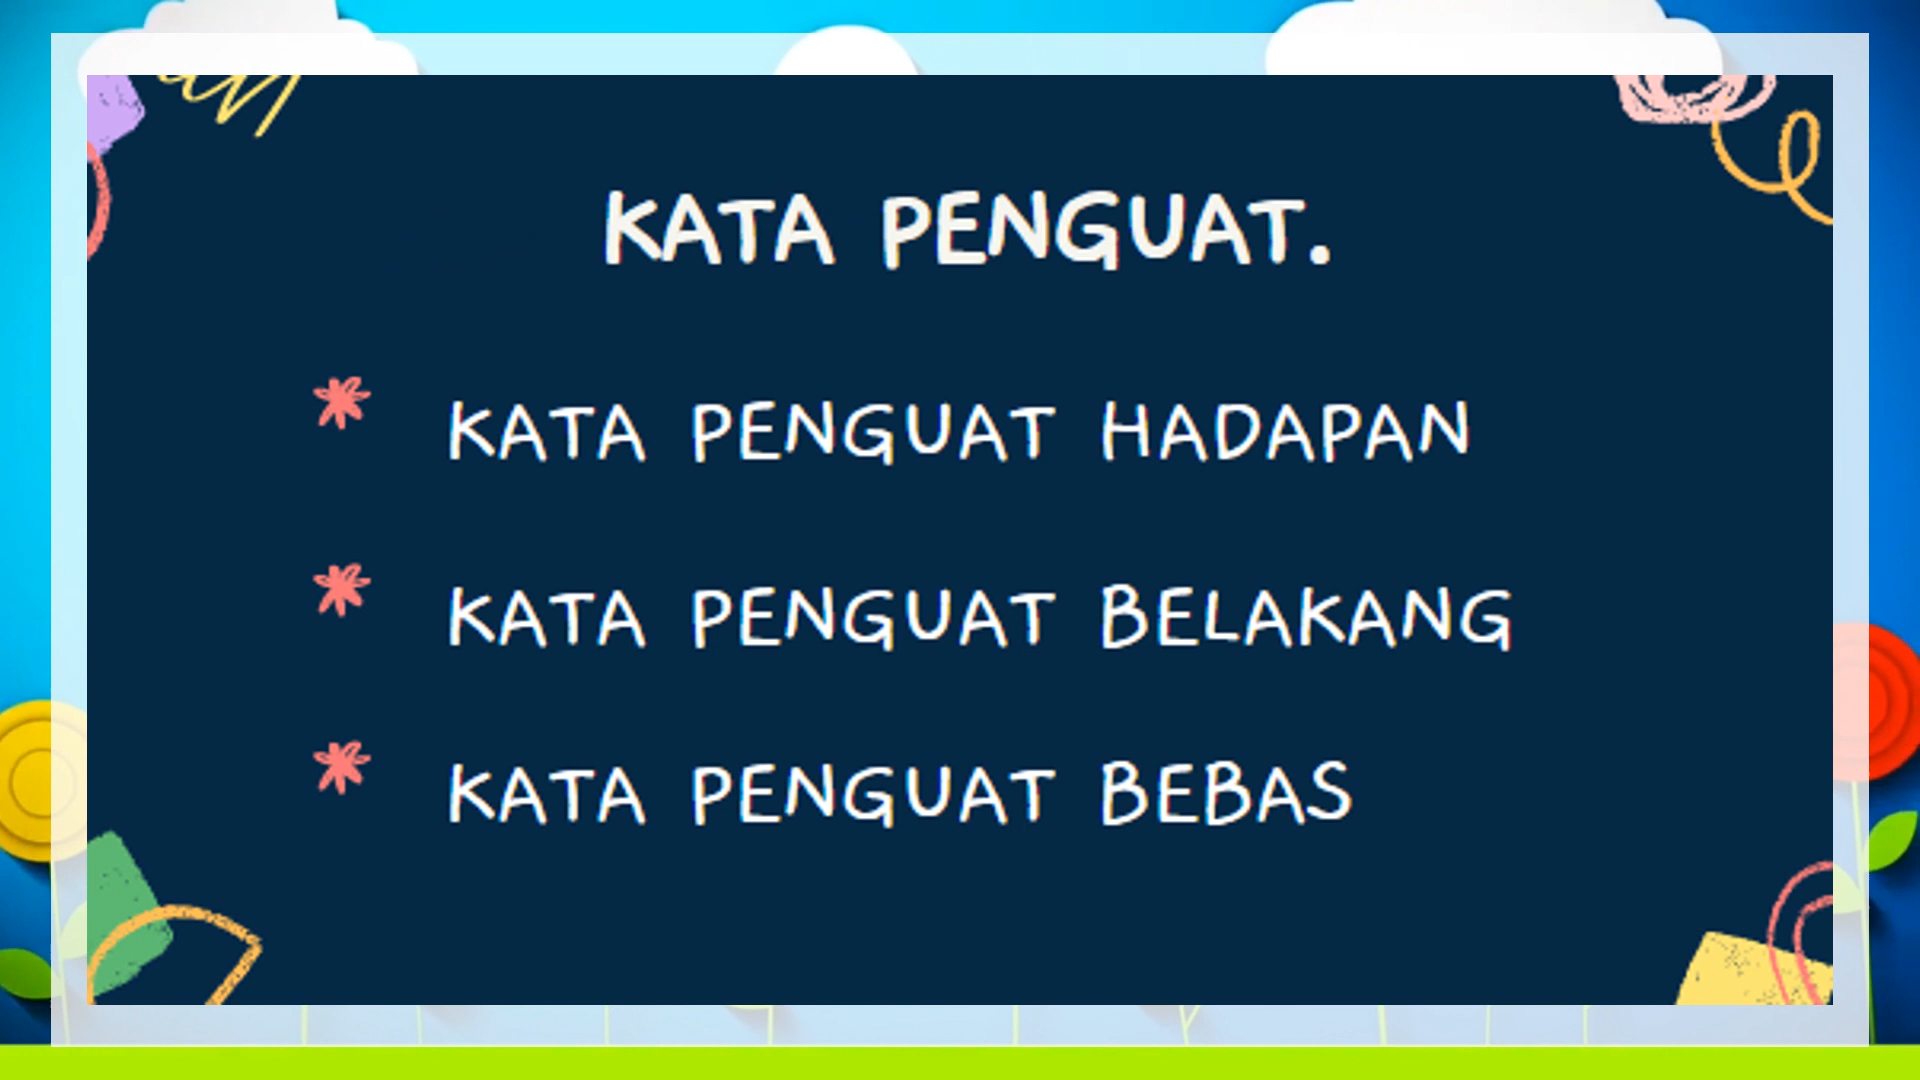 KATA PENGUAT.
* KATA PENGUAT HADAPAN
* KATA PENGUAT BELAKANG
* KATA PENGUAT BEBAS